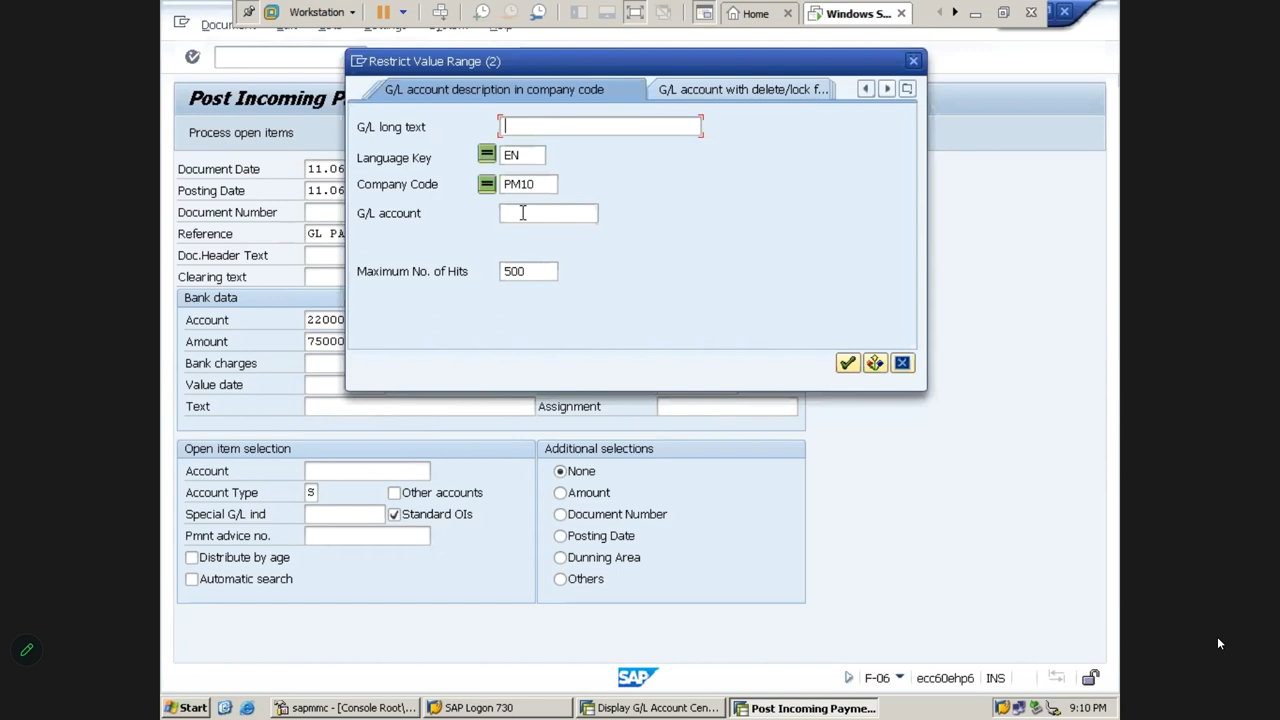 Workstation
Home
Windows S...
Document
Help
Restrict Value Range (2)
G/L account description in company code
G/L account with delete/lock f...
Post Incoming P
Process open items
G/L long text
Language Key
EN
Company Code
PM10
G/L account
Maximum No. of Hits
500
Document Date
11.06
Posting Date
11.06
Document Number
Reference
GL PA
Doc.Header Text
Clearing text
Bank data
Account
22000
Amount
75000
Bank charges
Value date
Text
Assignment
Open item selection
Additional selections
Account
None
Account Type
S
Other accounts
Amount
Special G/L ind
Standard OIs
Document Number
Pmnt advice no.
Posting Date
Distribute by age
Dunning Area
Automatic search
Others
SAP
F-06
ecc60ehp6
INS
Start
sapmmc - [Console Root\...
SAP Logon 730
Display G/L Account Cen...
Post Incoming Payme...
9:10 PM